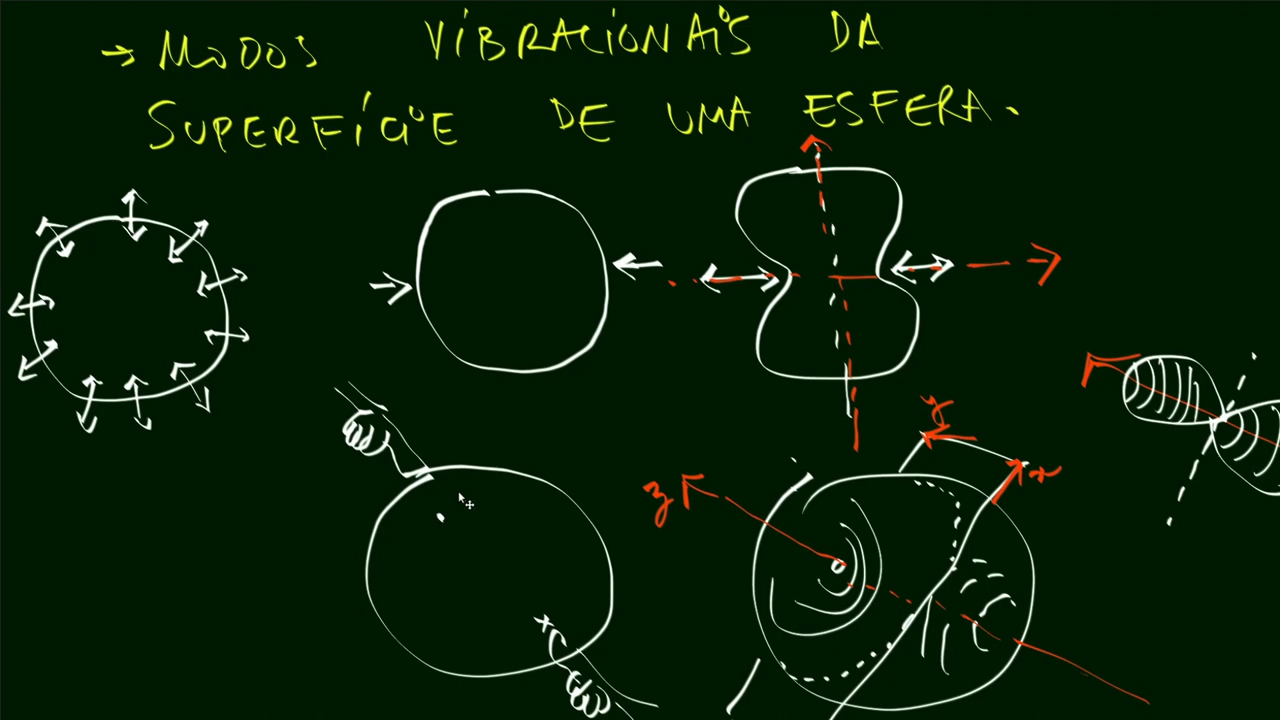 → MODOS VIBRACIONAIS DA
SUPERFÍCIE DE UMA ESFERA.
y
x
z